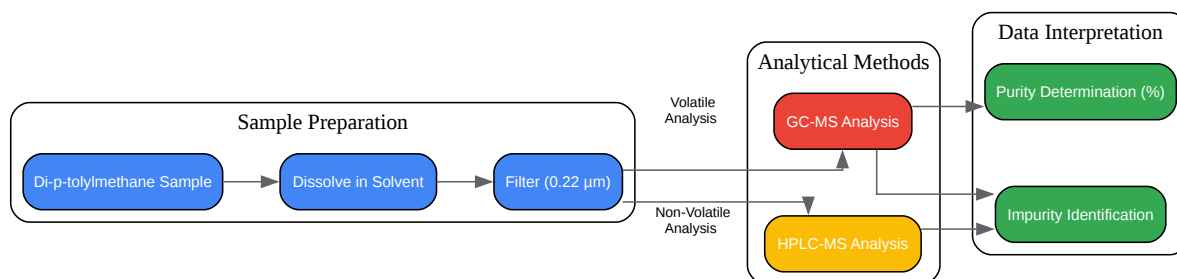 Sample Preparation
Di-p-tolylmethane Sample
Dissolve in Solvent
Filter (0.22 µm)
Volatile
Analysis
Non-Volatile
Analysis
Analytical Methods
GC-MS Analysis
HPLC-MS Analysis
Data Interpretation
Purity Determination (%)
Impurity Identification